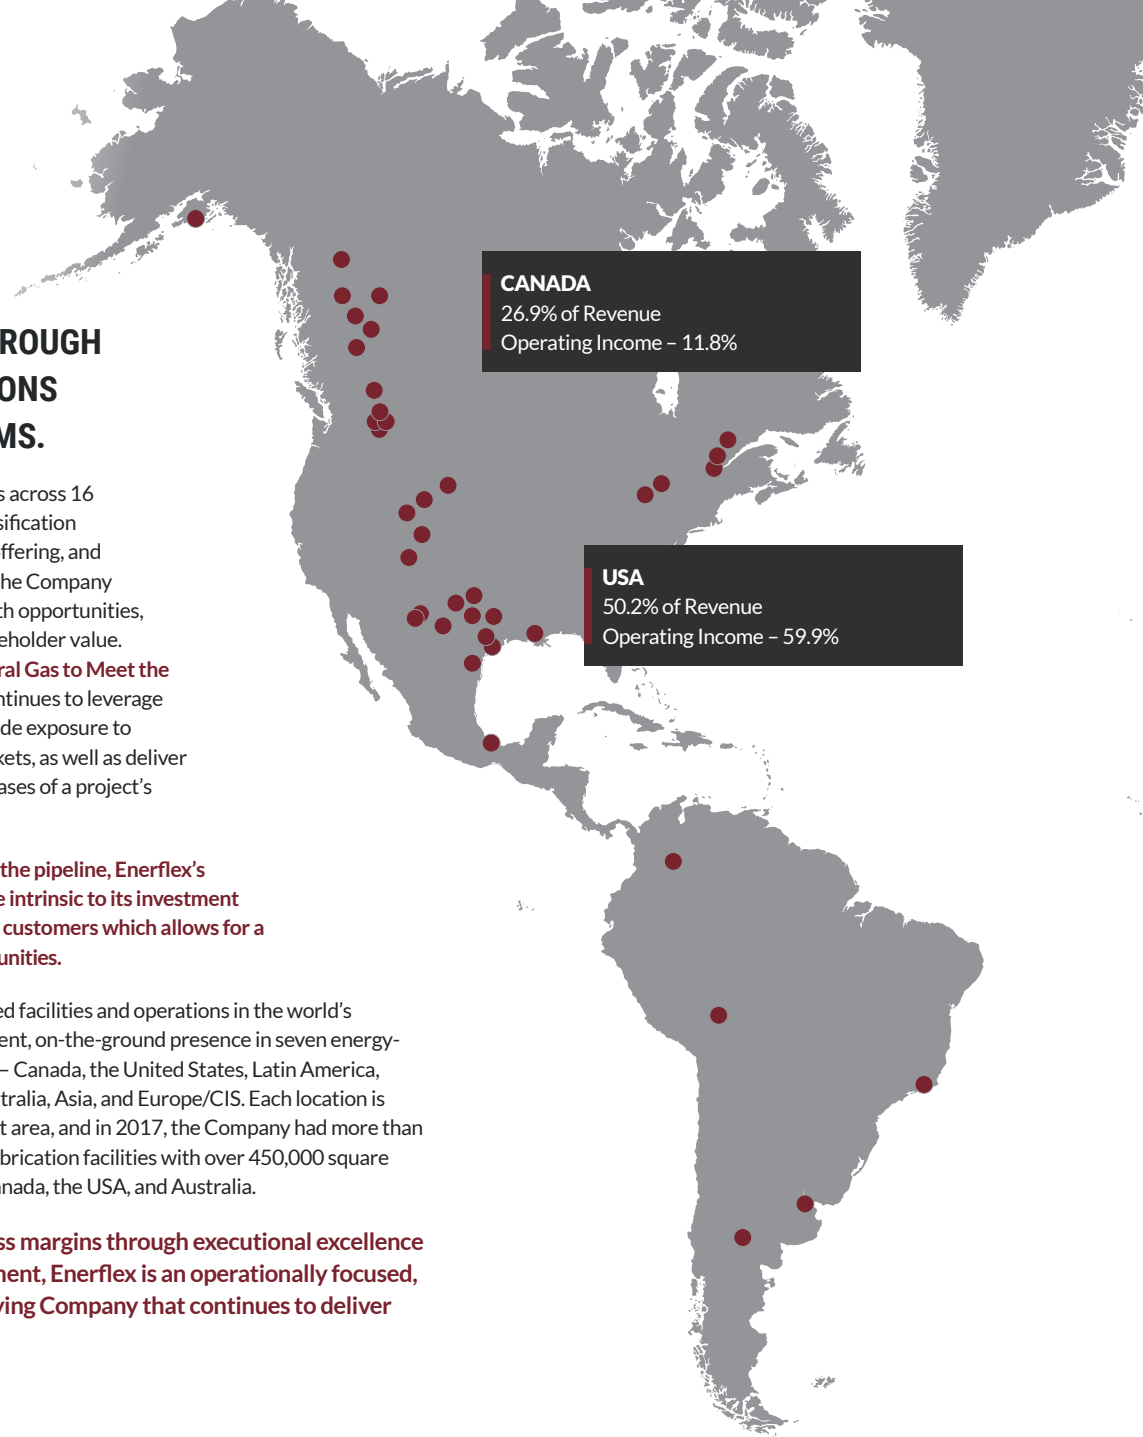 ROUGH
ONS
MS.
s across 16
sification
offering, and
he Company
th opportunities,
eholder value.
ral Gas to Meet the
ntinues to leverage
de exposure to
kets, as well as deliver
ases of a project's
the pipeline, Enerflex's
e intrinsic to its investment
customers which allows for a
unities.
ed facilities and operations in the world's
ent, on-the-ground presence in seven energy-
– Canada, the United States, Latin America,
tralia, Asia, and Europe/CIS. Each location is
t area, and in 2017, the Company had more than
brication facilities with over 450,000 square
anada, the USA, and Australia.
ss margins through executional excellence
nent, Enerflex is an operationally focused,
ying Company that continues to deliver
CANADA
26.9% of Revenue
Operating Income – 11.8%
USA
50.2% of Revenue
Operating Income – 59.9%